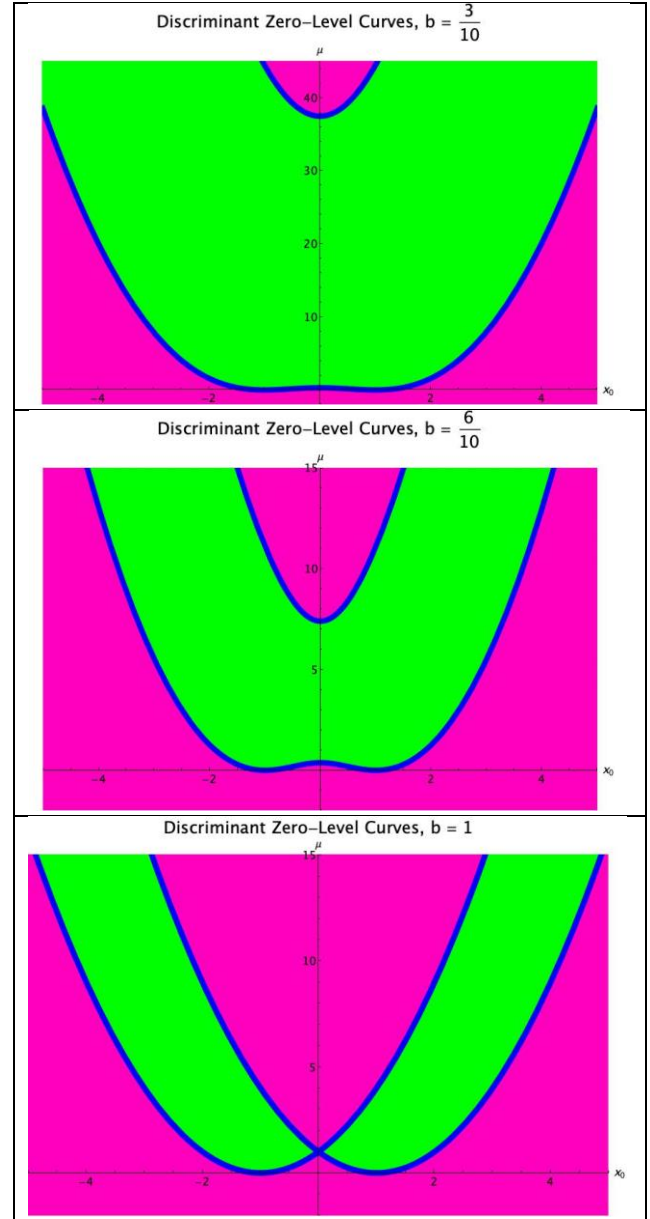 Discriminant Zero–Level Curves, b = 3/10
μ
40
30
20
10
−4 −2 2 4 x₀
Discriminant Zero–Level Curves, b = 6/10
μ
15
10
5
−4 −2 2 4 x₀
Discriminant Zero–Level Curves, b = 1
μ
15
10
5
−4 −2 2 4 x₀